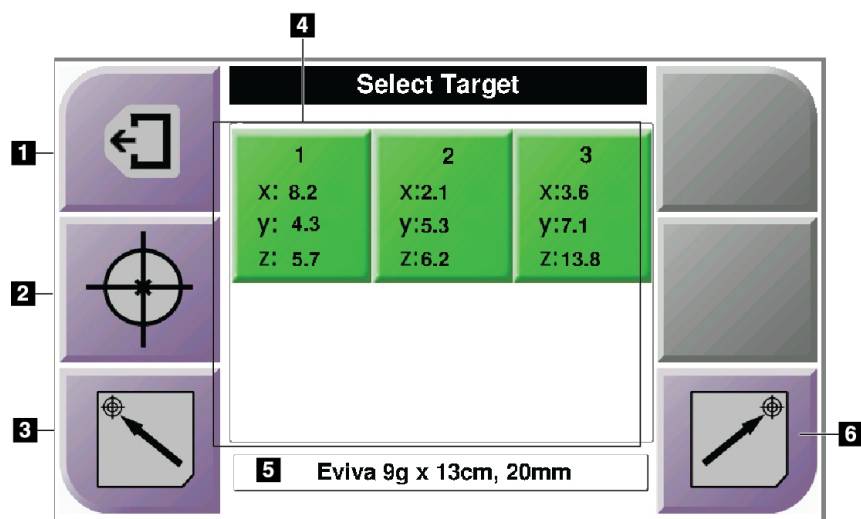 4
Select Target
1
1 2 3
x: 8.2 x:2.1 x:3.6
y: 4.3 y:5.3 y:7.1
z: 5.7 z:6.2 z:13.8
2
3
6
5 Eviva 9g x 13cm, 20mm